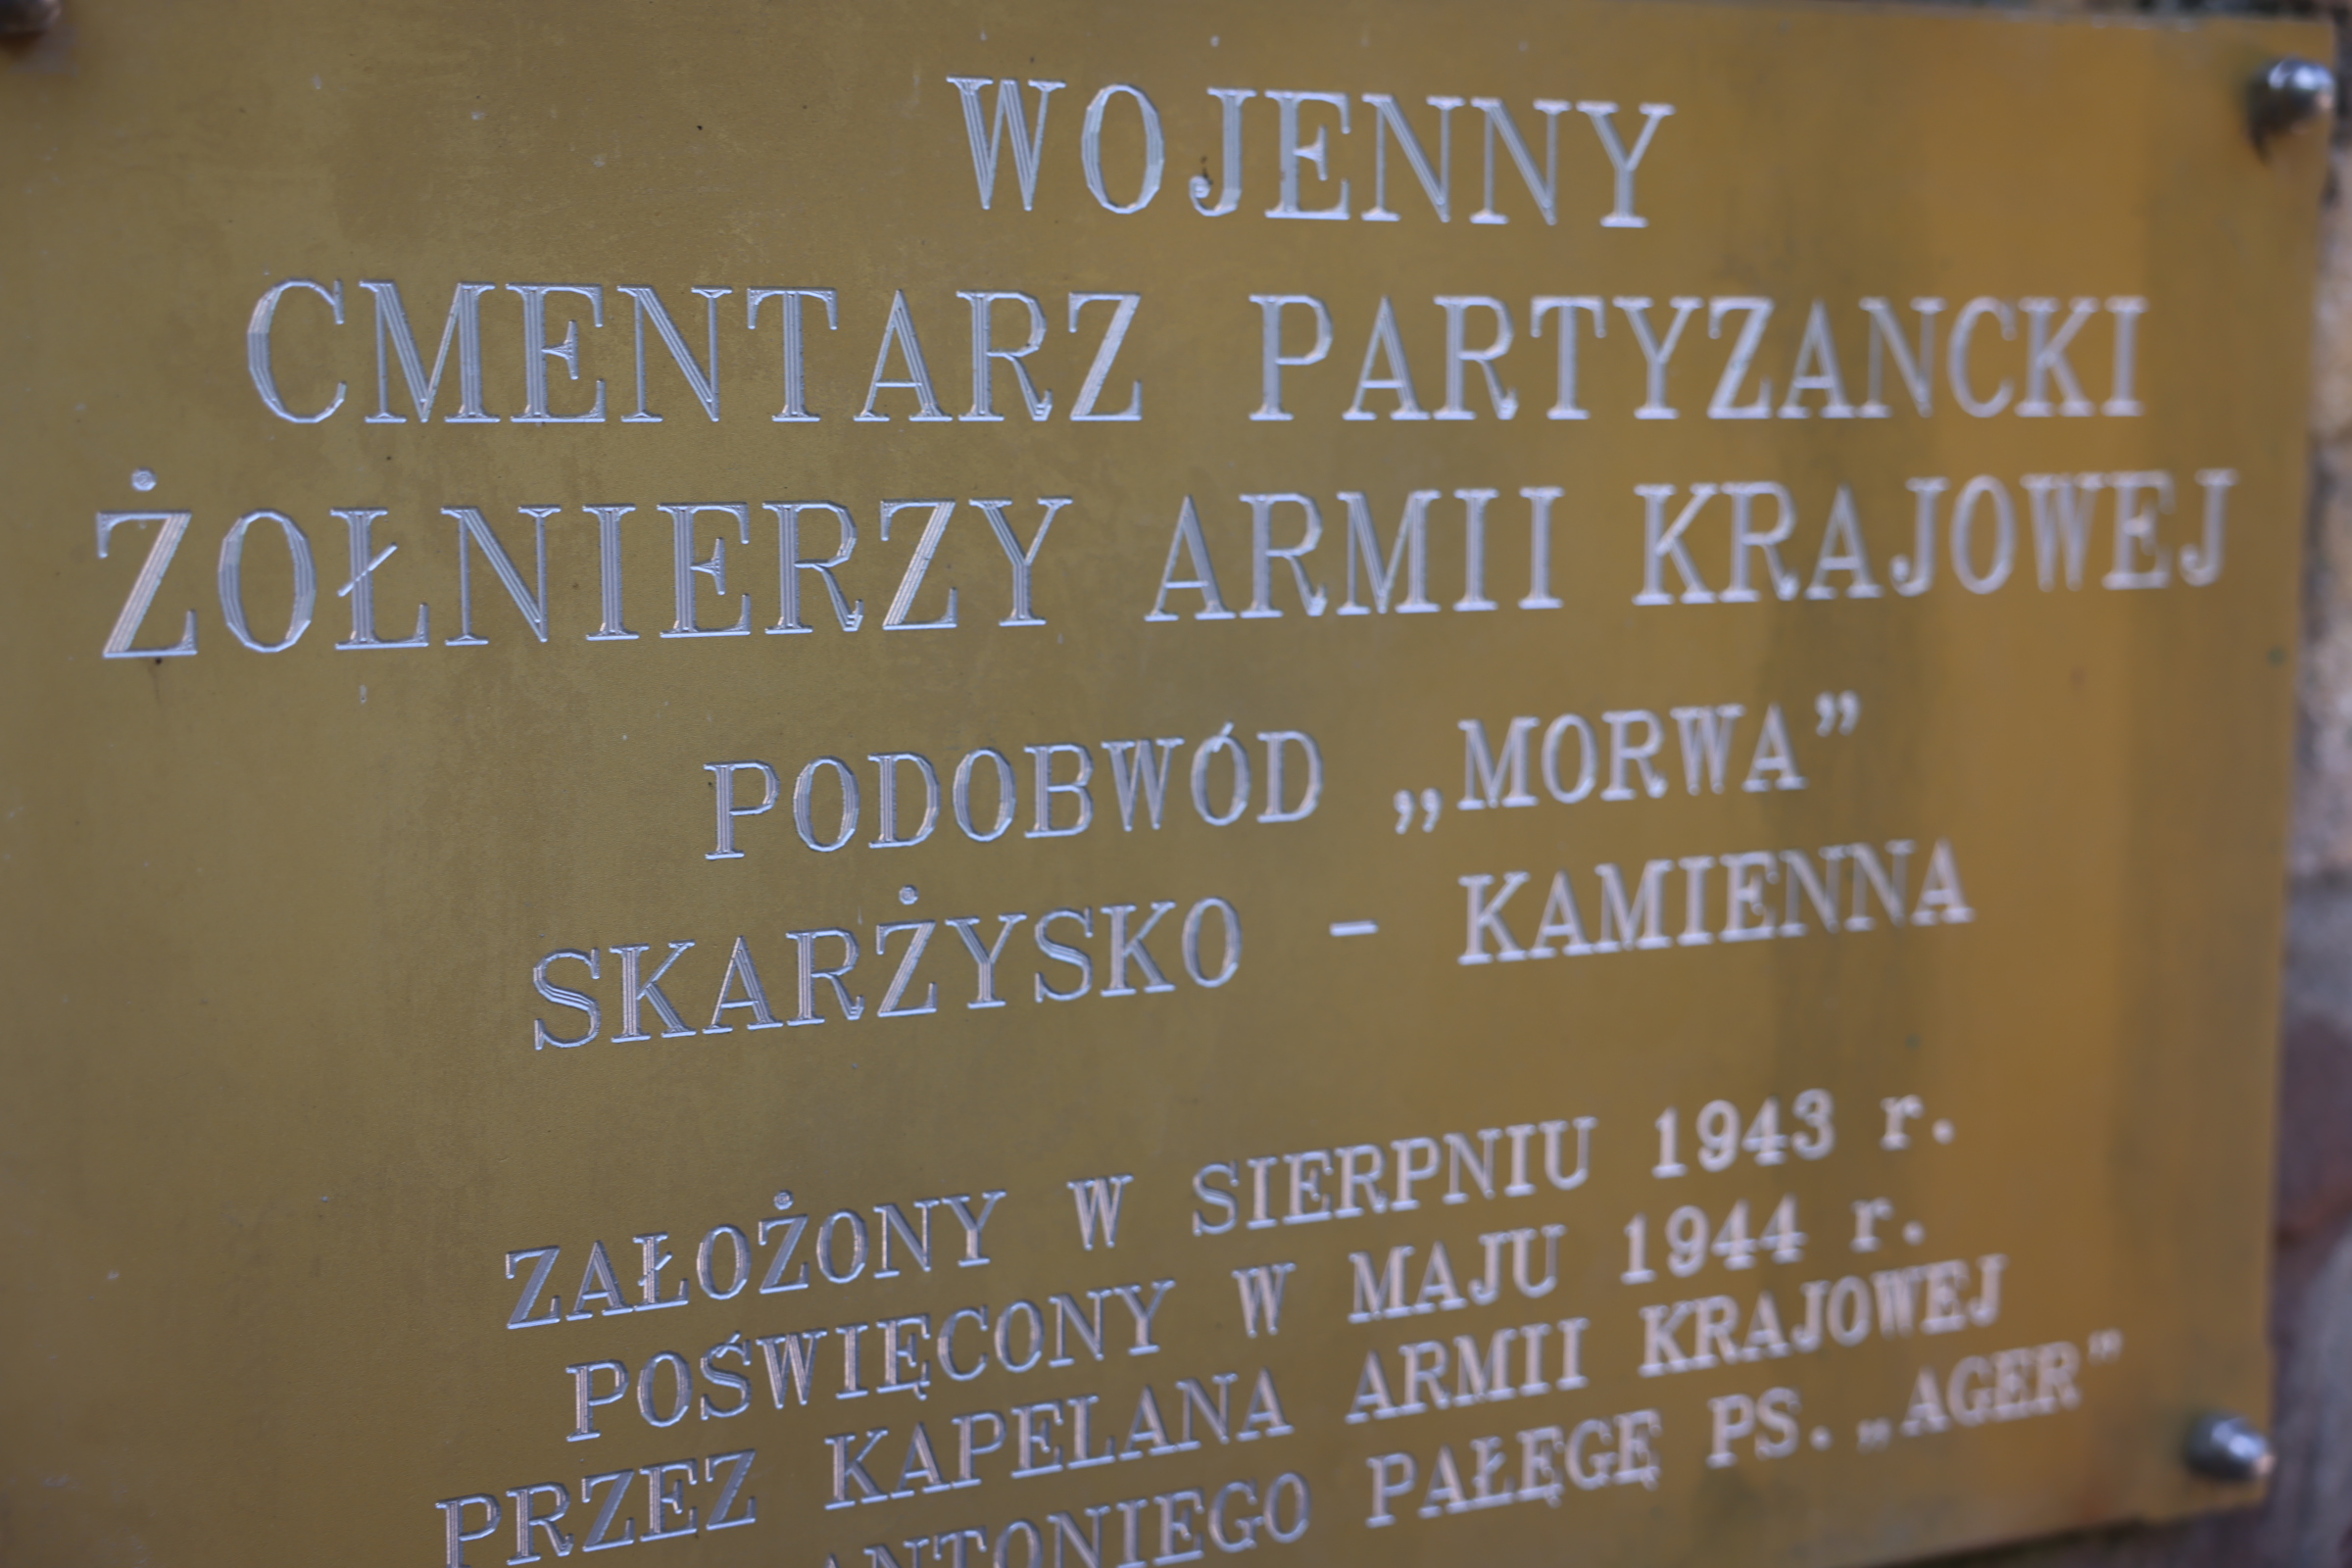 WOJENNY
CMENTARZ PARTYZANCKI
ŻOŁNIERZY ARMII KRAJOWEJ
PODOBWÓD „MORWA”
SKARŻYSKO - KAMIENNA
ZAŁOŻONY W SIERPNIU 1943 r.
POŚWIĘCONY W MAJU 1944 r.
PRZEZ KAPELANA ARMII KRAJOWEJ
ANTONIEGO PAŁĘGĘ PS. „AGER”